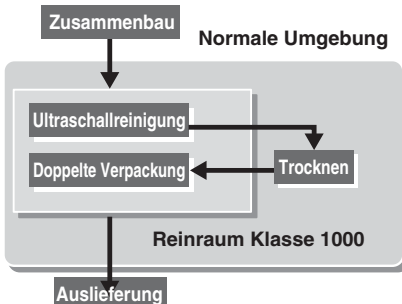 Zusammenbau
Normale Umgebung
Ultraschallreinigung
Doppelte Verpackung
Trocknen
Reinraum Klasse 1000
Auslieferung